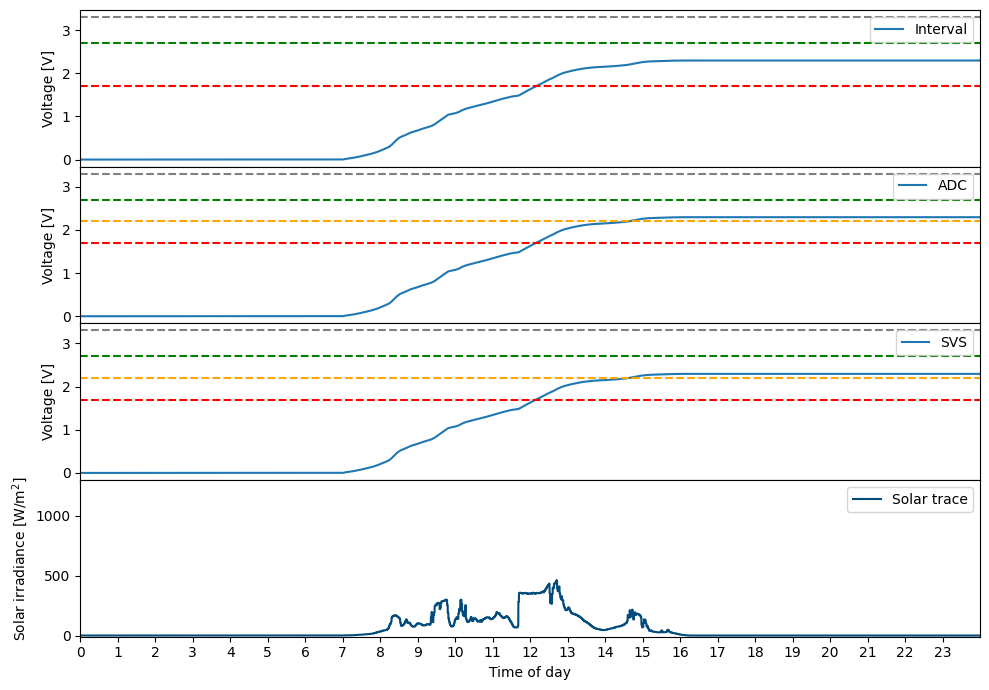 Voltage [V]
3
2
1
0
Interval
Voltage [V]
3
2
1
0
ADC
Voltage [V]
3
2
1
0
SVS
Solar irradiance [W/m²]
1000
500
0
Solar trace
0 1 2 3 4 5 6 7 8 9 10 11 12 13 14 15 16 17 18 19 20 21 22 23
Time of day